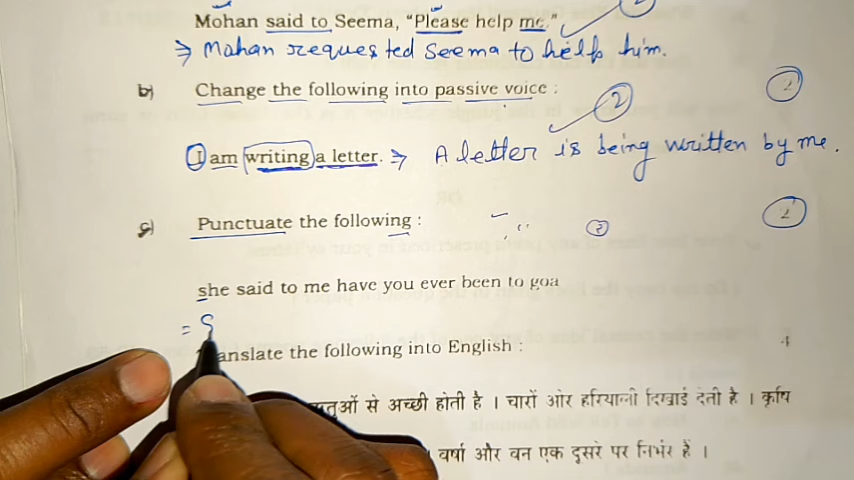 Mohan said to Seema, "Please help me."
⇒ Mohan requested Seema to help him.
b) Change the following into passive voice : 2
2
I am writing a letter. ⇒ A letter is being written by me.
c) Punctuate the following : ? 2
she said to me have you ever been to goa
= S
anslate the following into English : 4
से अच्छी होती है । चारों ओर हरियाली दिखाई देती है । कृषि
वर्षा और वन एक दूसरे पर निर्भर हैं ।